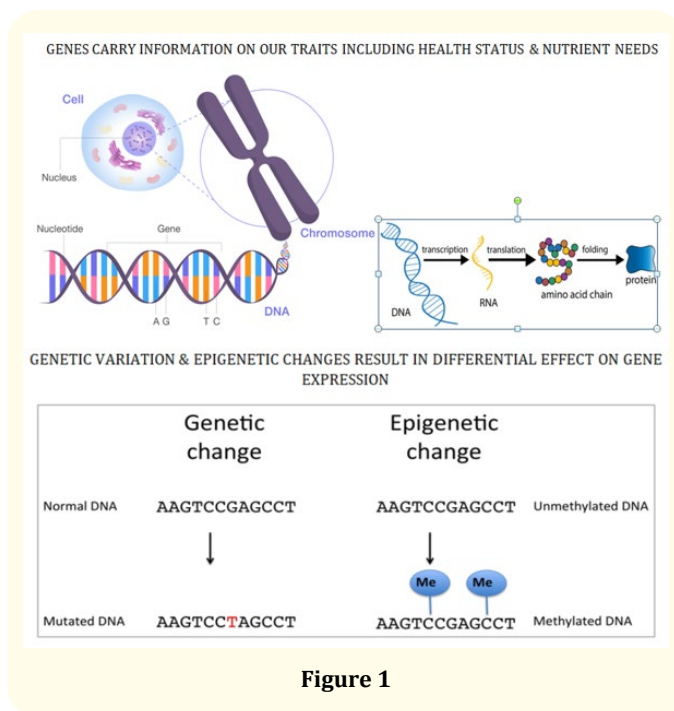 GENES CARRY INFORMATION ON OUR TRAITS INCLUDING HEALTH STATUS & NUTRIENT NEEDS
Cell
Nucleus
Chromosome
Nucleotide
Gene
DNA
A G
T C
transcription
translation
folding
DNA
RNA
amino acid chain
protein
GENETIC VARIATION & EPIGENETIC CHANGES RESULT IN DIFFERENTIAL EFFECT ON GENE
EXPRESSION
Genetic
change
Epigenetic
change
Normal DNA
AAGTCCGAGCCT
AAGTCCGAGCCT
Unmethylated DNA
Me
Me
Mutated DNA
AAGTCCTAGCCT
AAGTCCGAGCCT
Methylated DNA
Figure 1